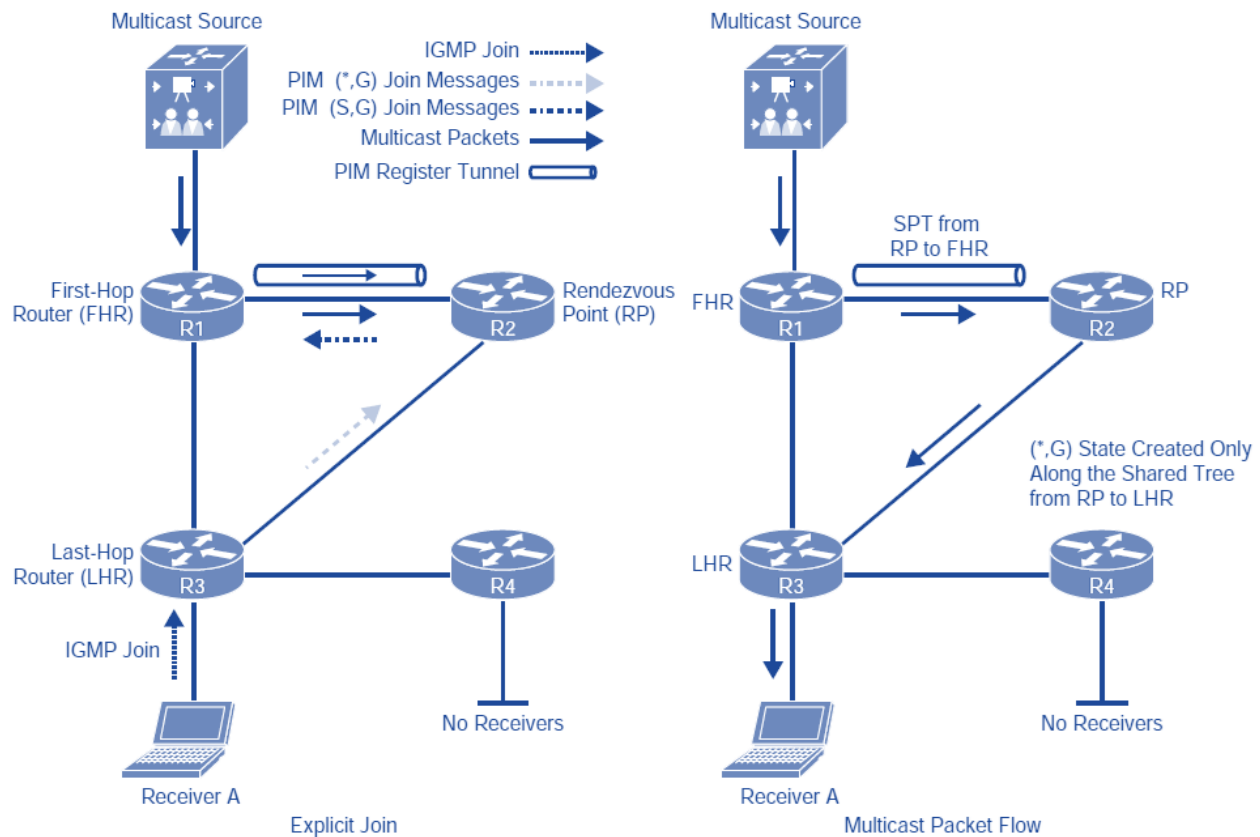 Multicast Source
IGMP Join
PIM (*,G) Join Messages
PIM (S,G) Join Messages
Multicast Packets
PIM Register Tunnel
First-Hop
Router (FHR)
R1
R2
Rendezvous
Point (RP)
Last-Hop
Router (LHR)
R3
R4
IGMP Join
No Receivers
Receiver A
Explicit Join
Multicast Source
SPT from
RP to FHR
FHR
R1
R2
RP
(*,G) State Created Only
Along the Shared Tree
from RP to LHR
LHR
R3
R4
No Receivers
Receiver A
Multicast Packet Flow